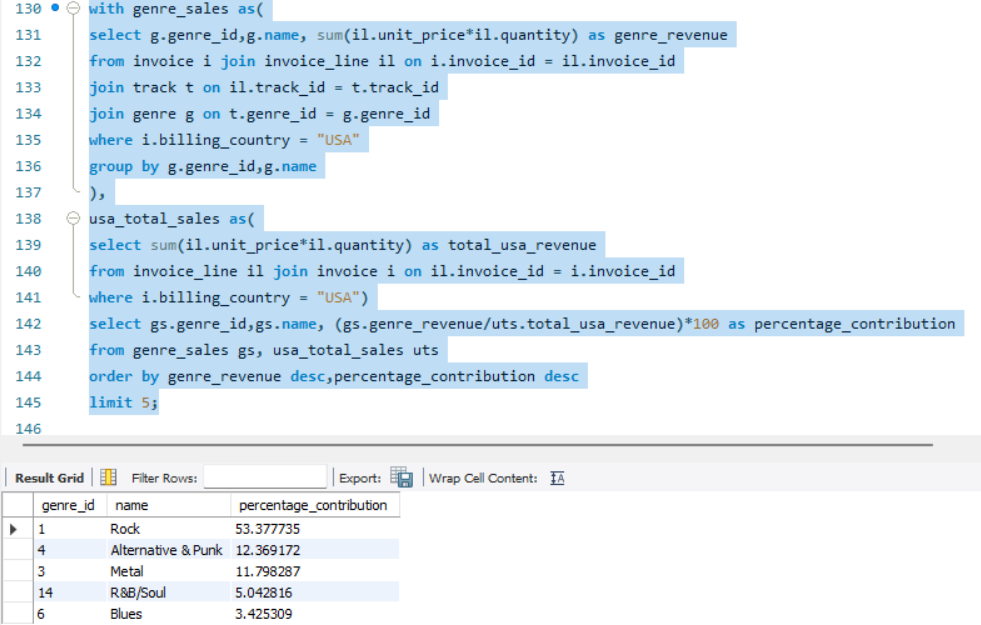 130 with genre_sales as(
131 select g.genre_id,g.name, sum(il.unit_price*il.quantity) as genre_revenue
132 from invoice i join invoice_line il on i.invoice_id = il.invoice_id
133 join track t on il.track_id = t.track_id
134 join genre g on t.genre_id = g.genre_id
135 where i.billing_country = "USA"
136 group by g.genre_id,g.name
137 ),
138 usa_total_sales as(
139 select sum(il.unit_price*il.quantity) as total_usa_revenue
140 from invoice_line il join invoice i on il.invoice_id = i.invoice_id
141 where i.billing_country = "USA")
142 select gs.genre_id,gs.name, (gs.genre_revenue/uts.total_usa_revenue)*100 as percentage_contribution
143 from genre_sales gs, usa_total_sales uts
144 order by genre_revenue desc,percentage_contribution desc
145 limit 5;
146
Result Grid Filter Rows: Export: Wrap Cell Content: IA
genre_id name percentage_contribution
1 Rock 53.377735
4 Alternative & Punk 12.369172
3 Metal 11.798287
14 R&B/Soul 5.042816
6 Blues 3.425309